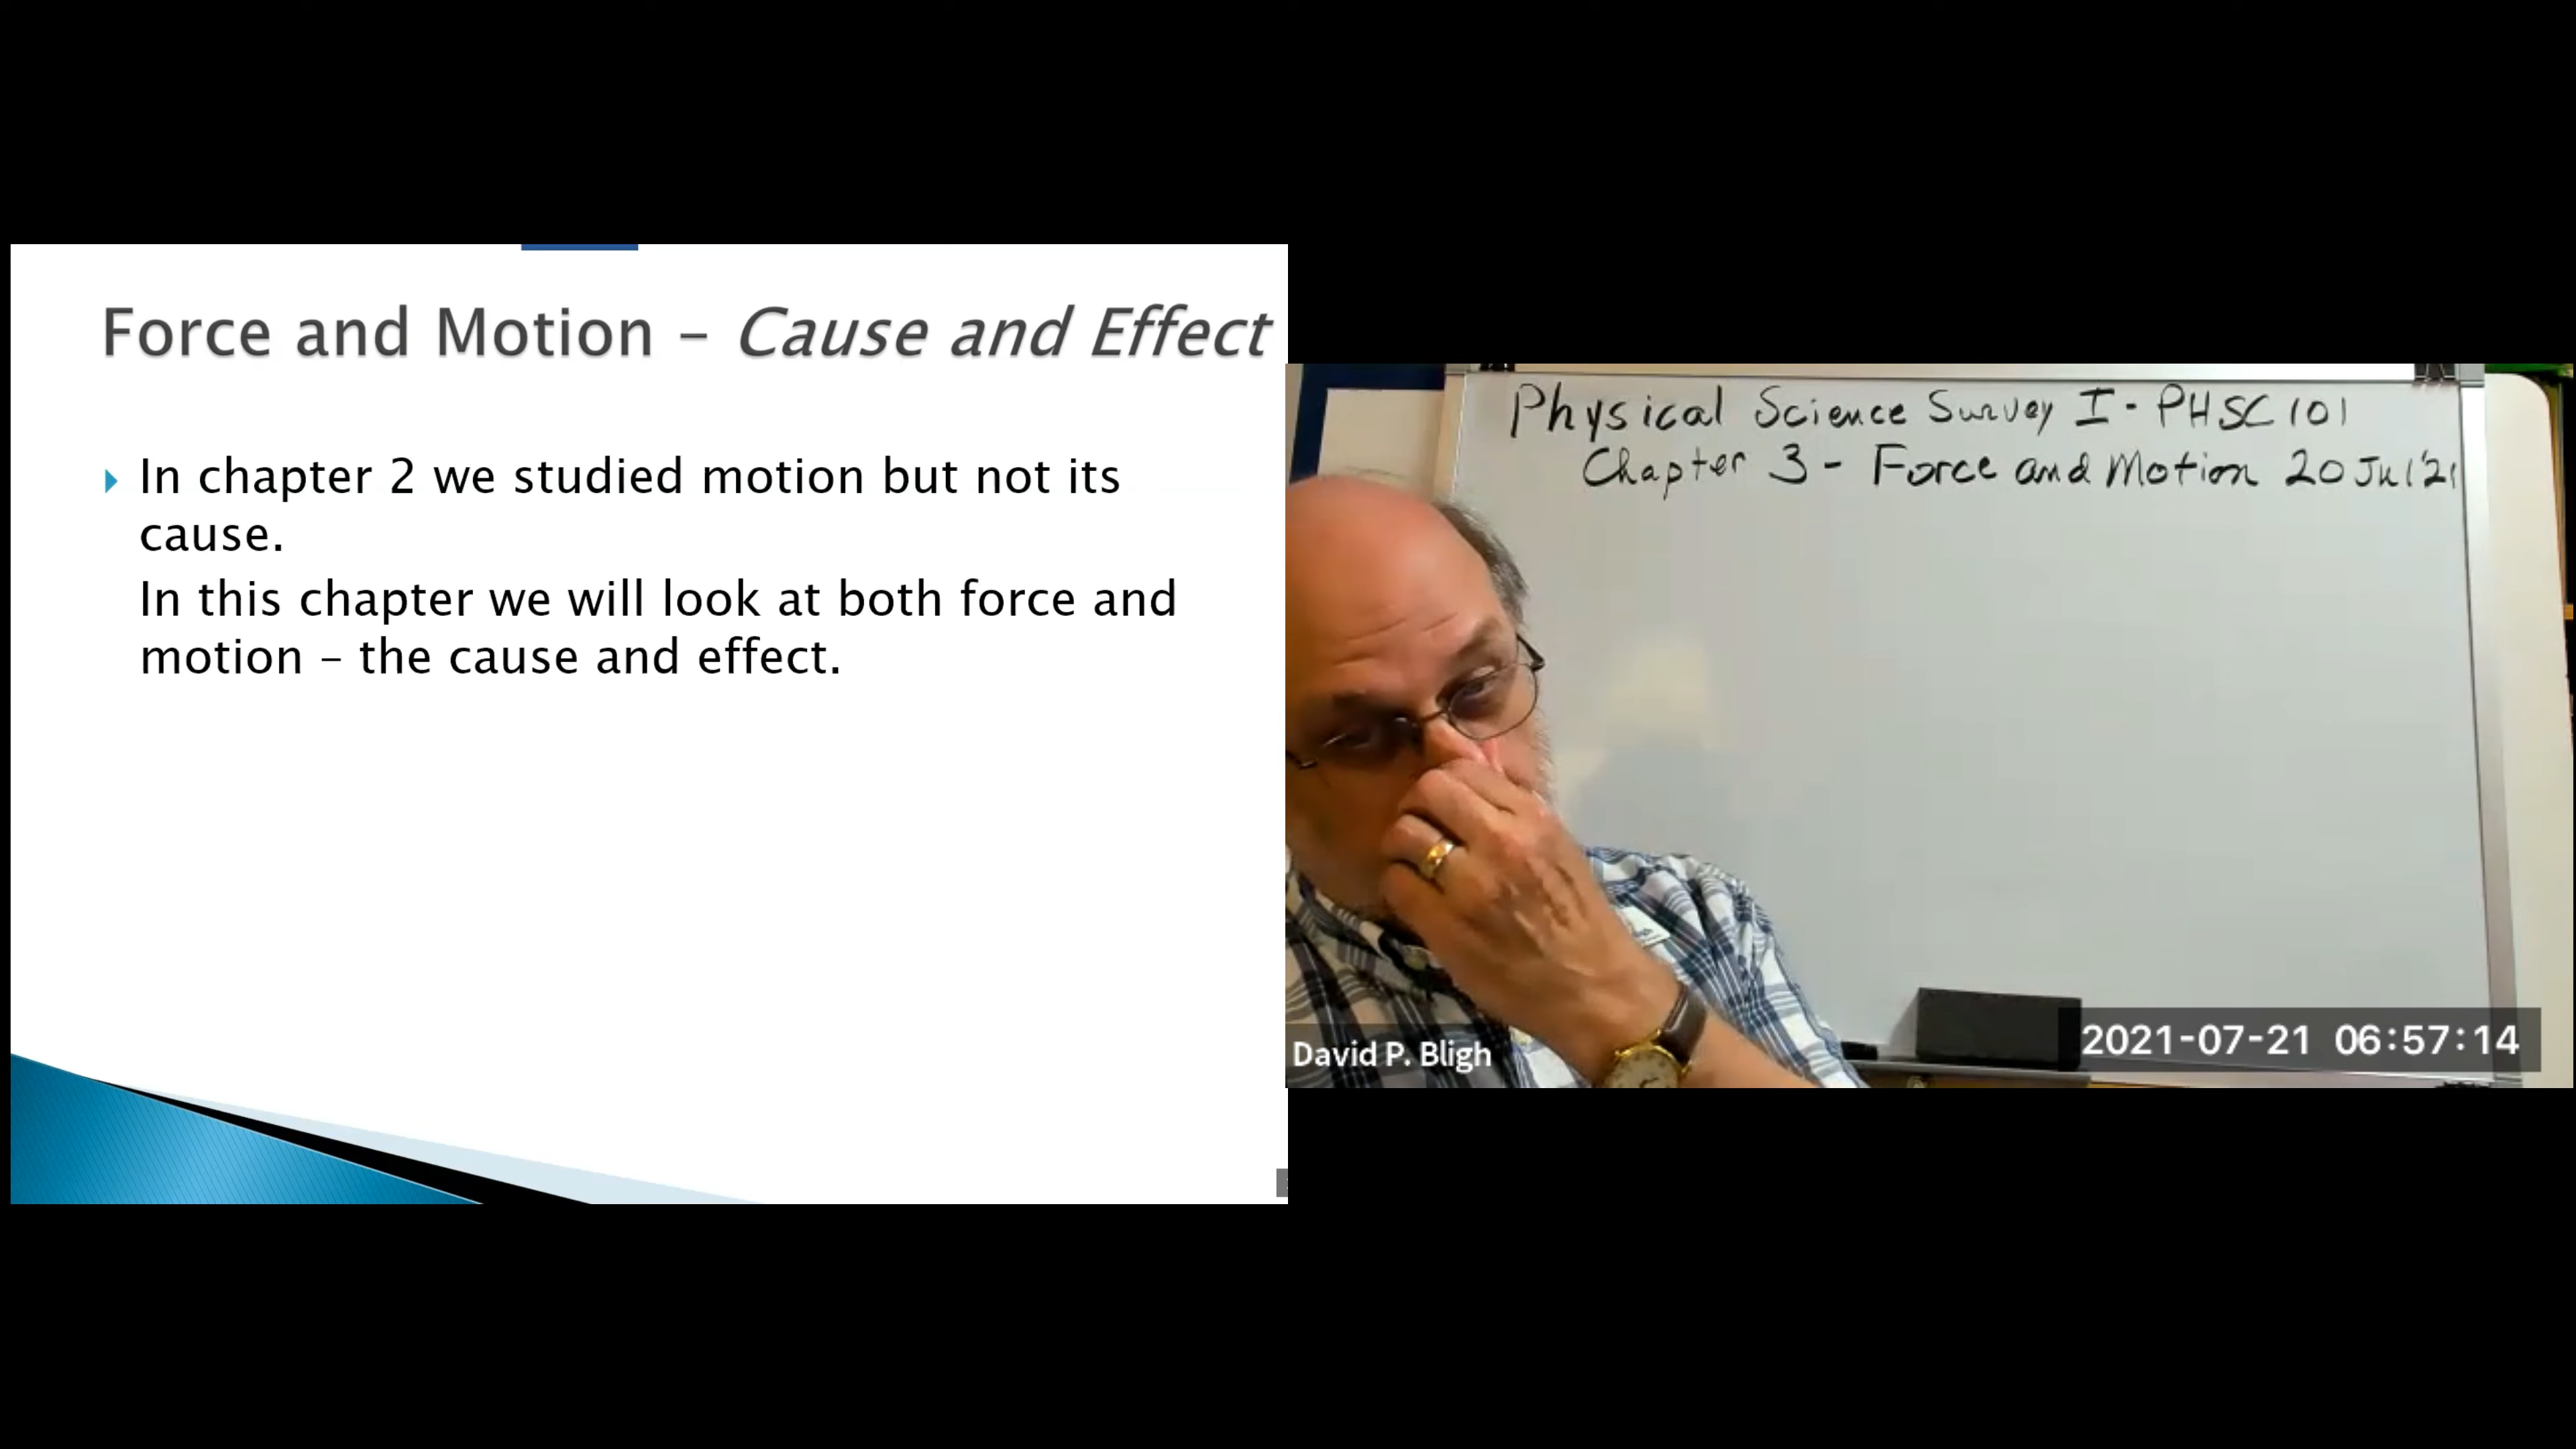 Force and Motion – Cause and Effect
In chapter 2 we studied motion but not its
cause.
In this chapter we will look at both force and
motion – the cause and effect.
Physical Science Survey I - PHSC 101
Chapter 3 - Force and Motion 20 Jul '21
David P. Bligh
2021-07-21 06:57:14